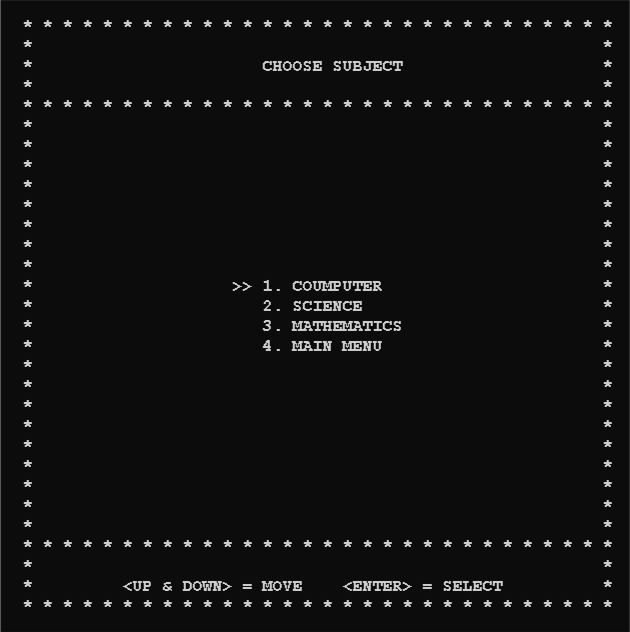 CHOOSE SUBJECT
>> 1. COUMPUTER
2. SCIENCE
3. MATHEMATICS
4. MAIN MENU
<UP & DOWN> = MOVE <ENTER> = SELECT